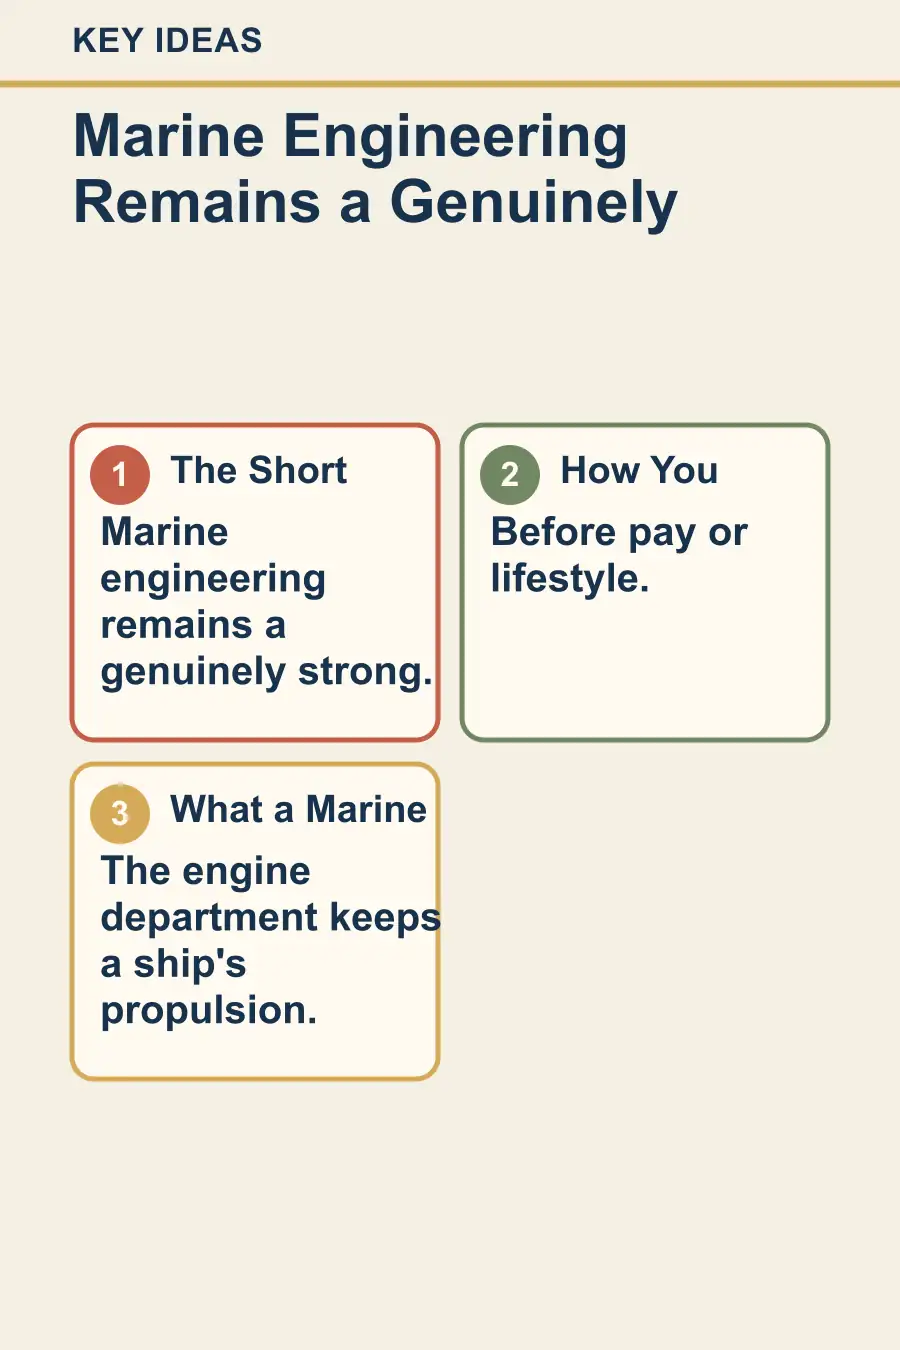 KEY IDEAS
Marine Engineering
Remains a Genuinely
1
The Short
Marine
engineering
remains a
genuinely strong.
2
How You
Before pay or
lifestyle.
3
What a Marine
The engine
department keeps
a ship's
propulsion.